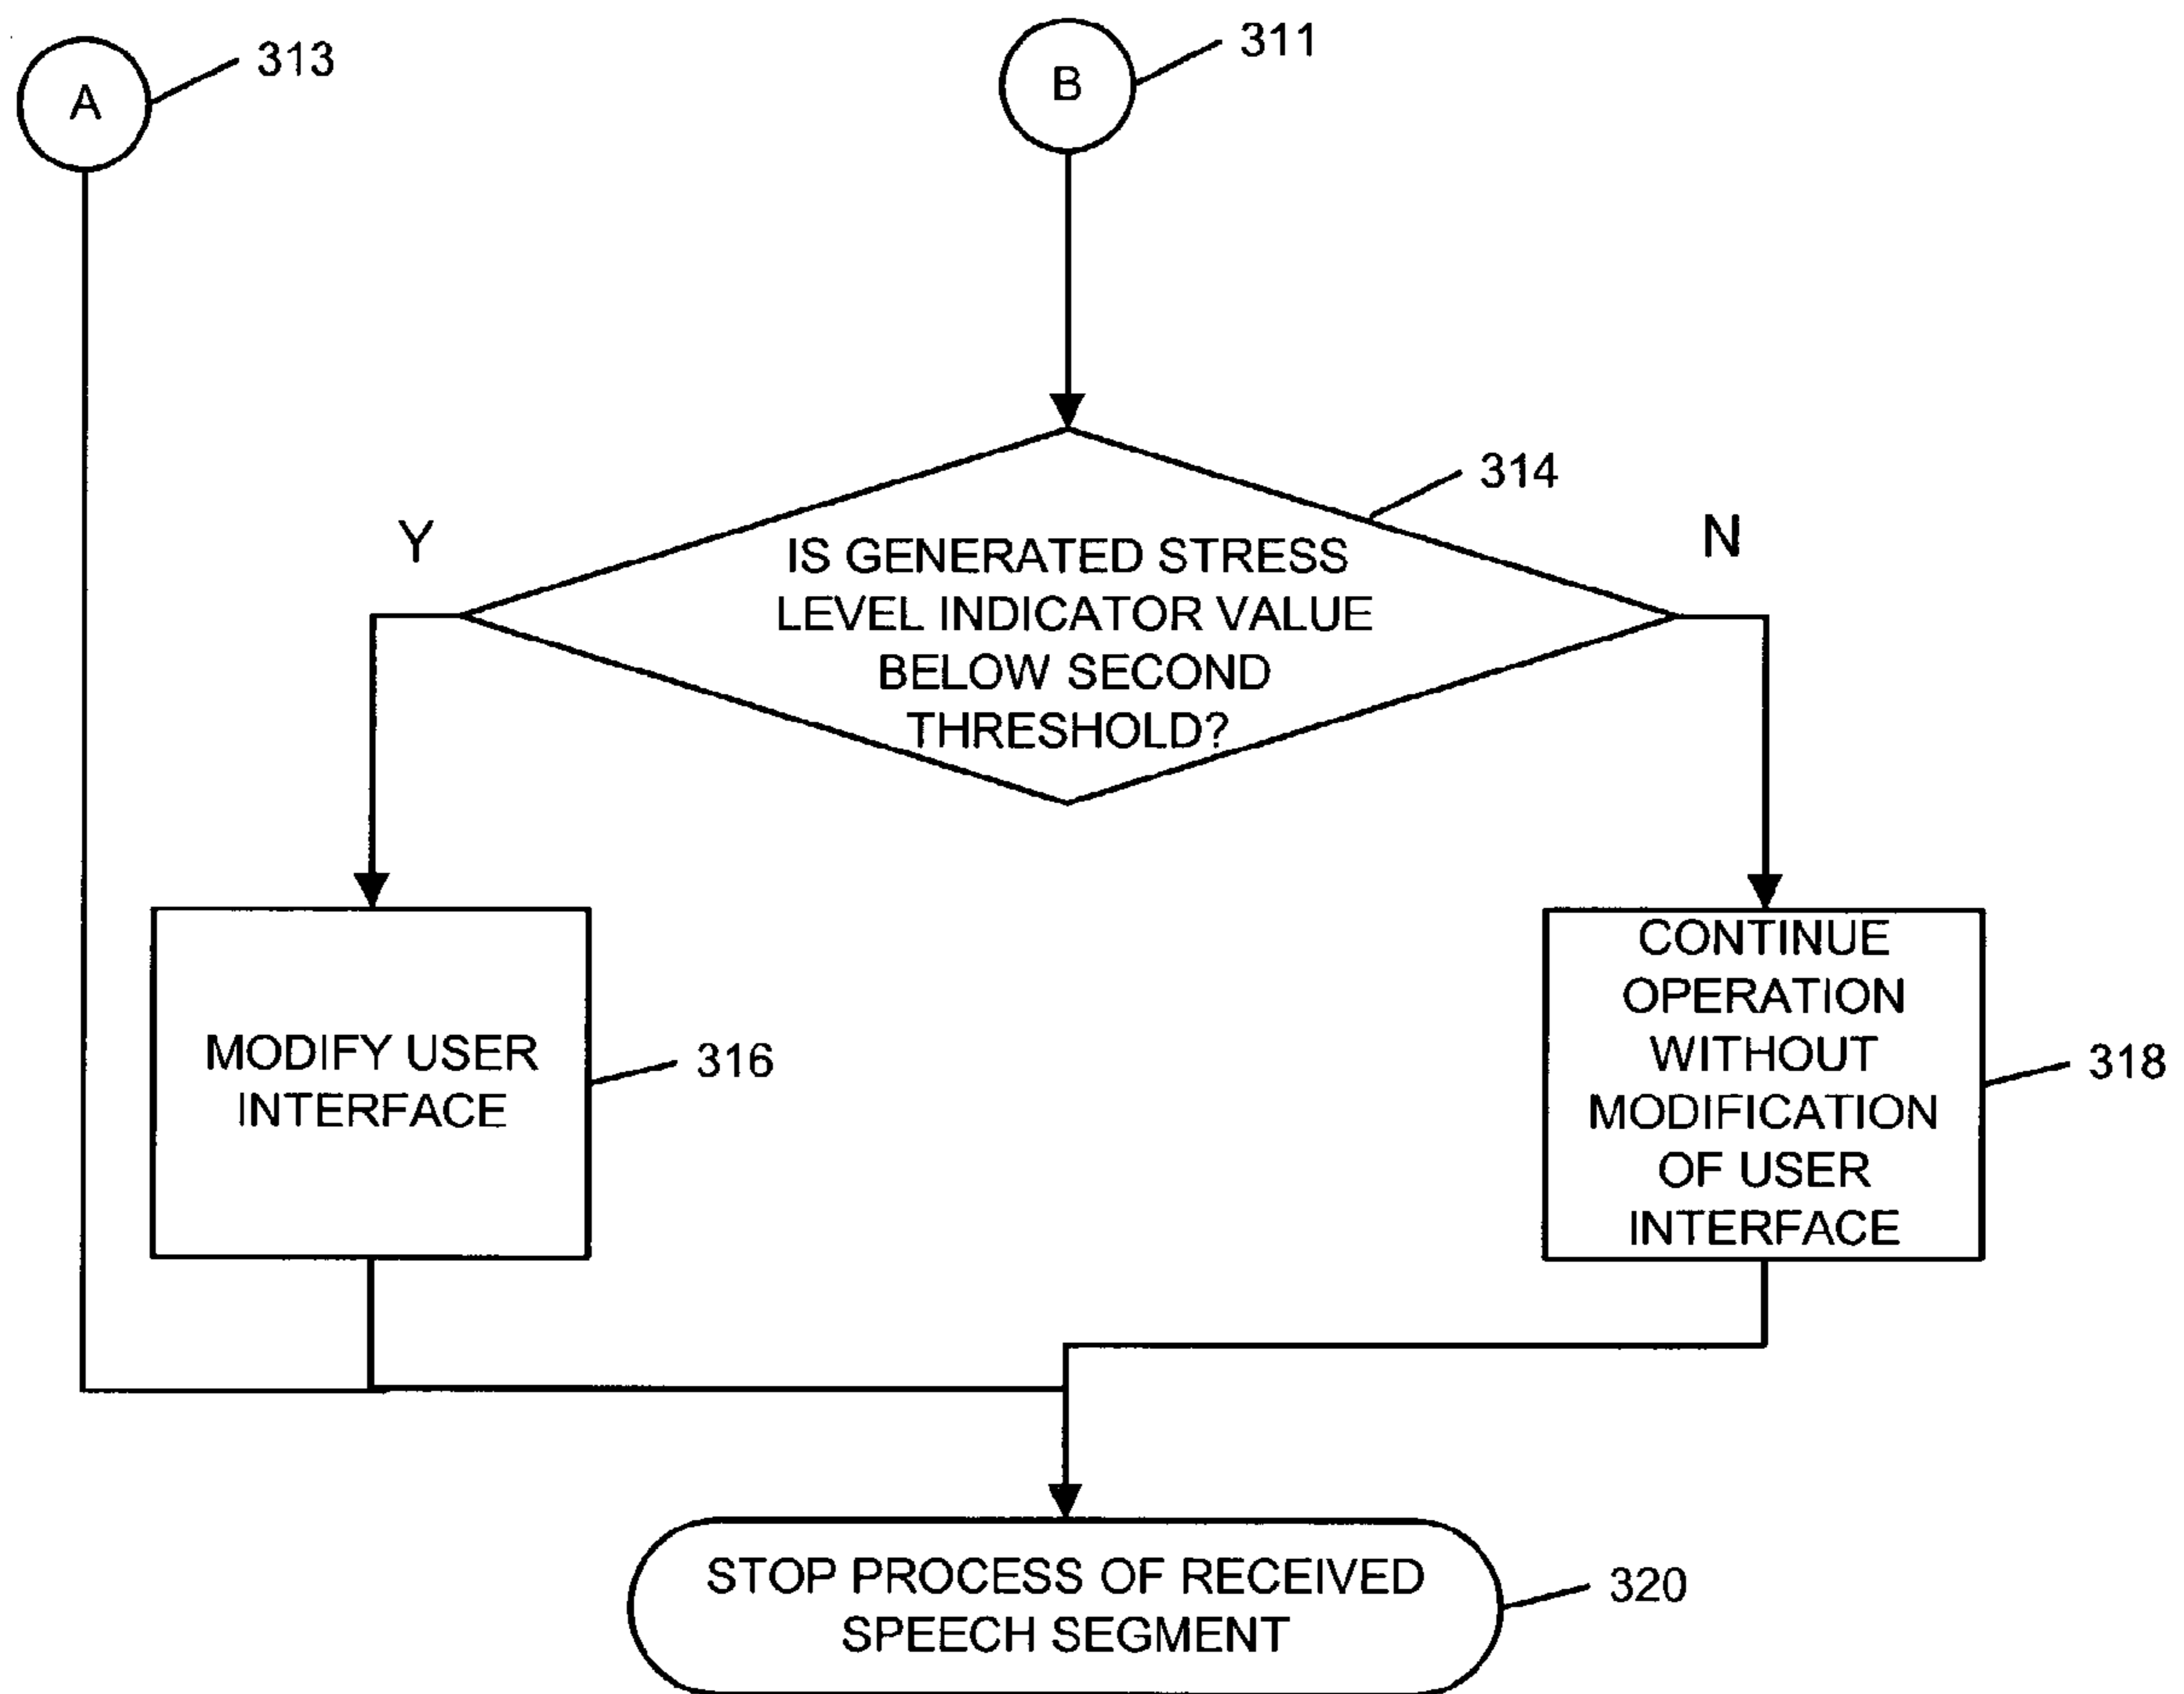 A
313
B
311
314
Y
N
IS GENERATED STRESS
LEVEL INDICATOR VALUE
BELOW SECOND
THRESHOLD?
MODIFY USER
INTERFACE
316
CONTINUE
OPERATION
WITHOUT
MODIFICATION
OF USER
INTERFACE
318
STOP PROCESS OF RECEIVED
SPEECH SEGMENT
320